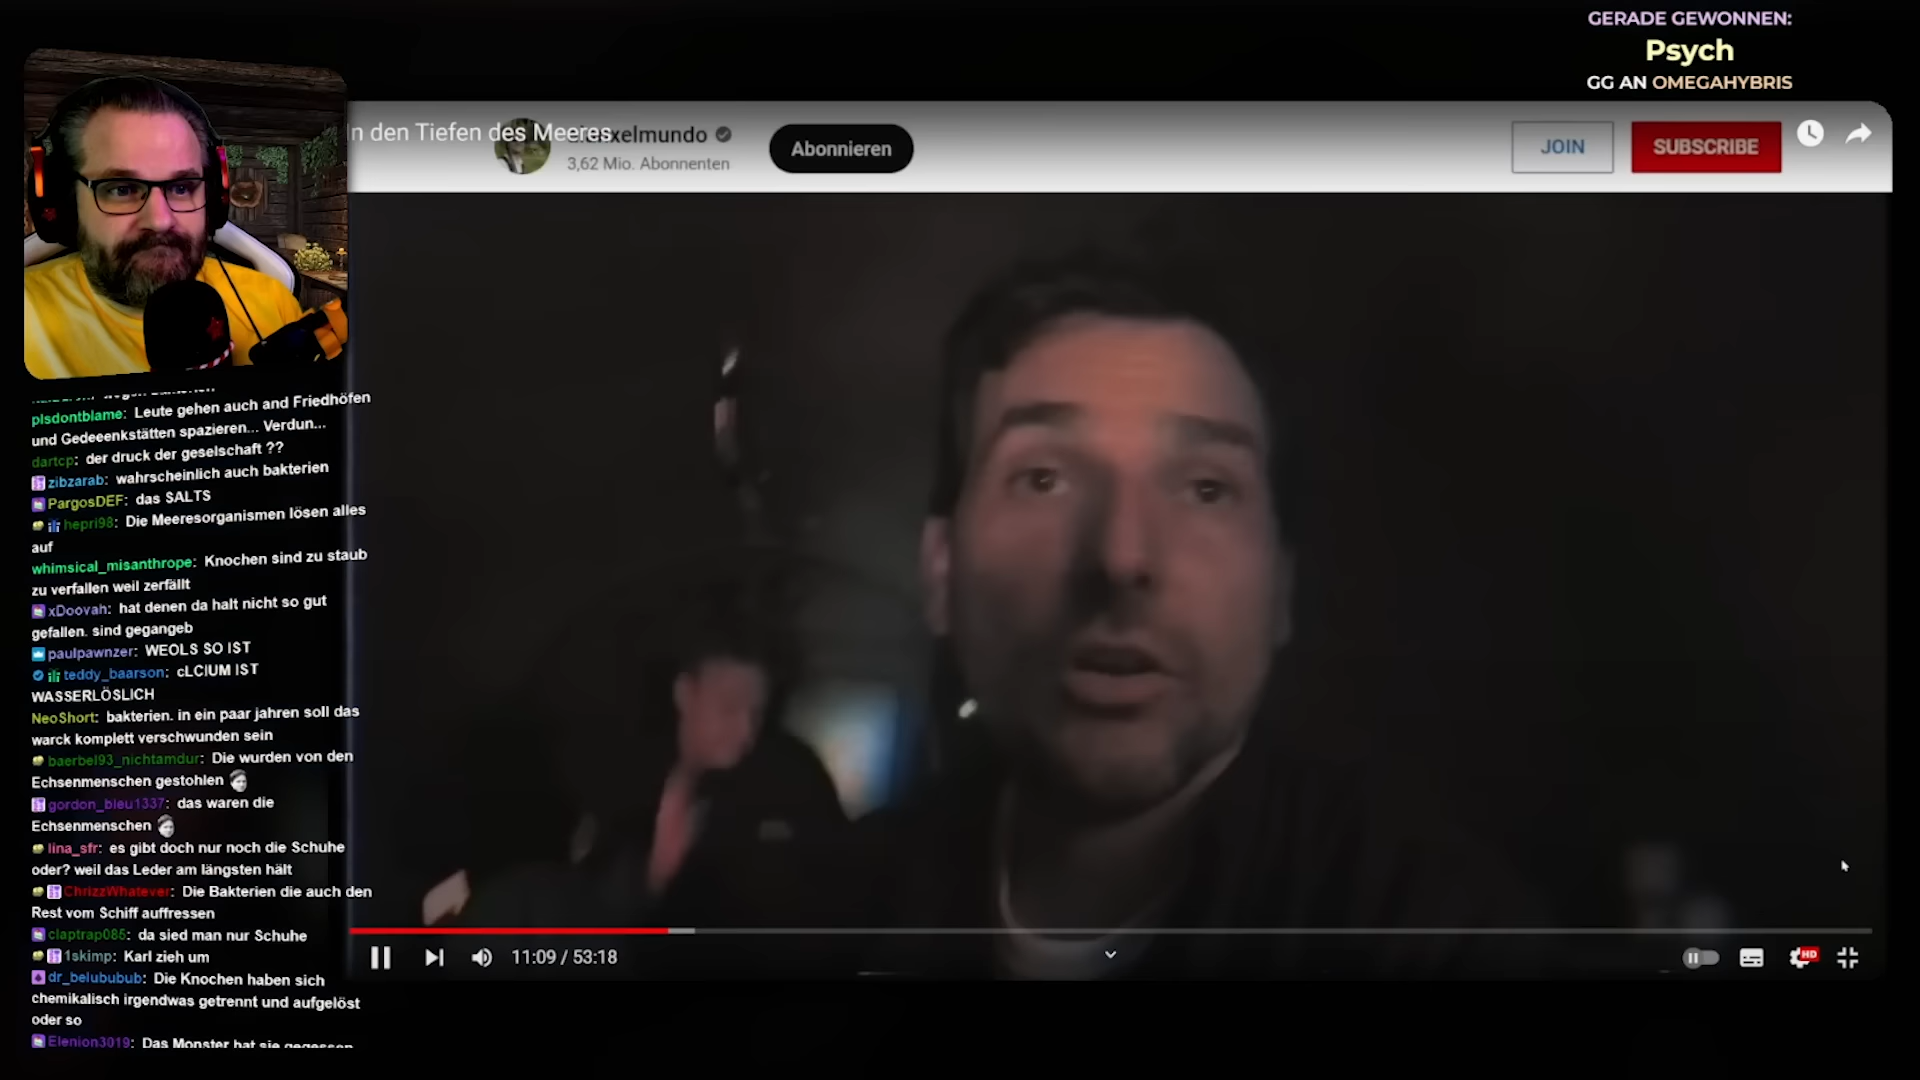 GERADE GEWONNEN:
Psych
GG AN OMEGAHYBRIS
In den Tiefen des Meeres
3,62 Mio. Abonnenten
Abonnieren
JOIN
SUBSCRIBE
plsdontblame: Leute gehen auch and Friedhöfen
und Gedeeenkstätten spazieren... Verdun...
dartcp: der druck der geselschaft ??
zibzarab: wahrscheinlich auch bakterien
PargosDEF: das SALTS
hepri98: Die Meeresorganismen lösen alles
auf
whimsical_misanthrope: Knochen sind zu staub
zu verfallen weil zerfällt
xDoovah: hat denen da halt nicht so gut
gefallen. sind gegangeb
paulpawnzer: WEOLS SO IST
teddy_baarson: cLCIUM IST
WASSERLÖSLICH
NeoShort: bakterien. in ein paar jahren soll das
warck komplett verschwunden sein
baerbel93_nichtamdur: Die wurden von den
Echsenmenschen gestohlen
gordon_bleu1337: das waren die
Echsenmenschen
lina_sfr: es gibt doch nur noch die Schuhe
oder? weil das Leder am längsten hält
ChrizzWhatever: Die Bakterien die auch den
Rest vom Schiff auffressen
claptrap085: da sied man nur Schuhe
1skimp: Karl zieh um
dr_belububub: Die Knochen haben sich
chemikalisch irgendwas getrennt und aufgelöst
oder so
Elenion3019: Das Monster hat sie gegessen
11:09 / 53:18
HD